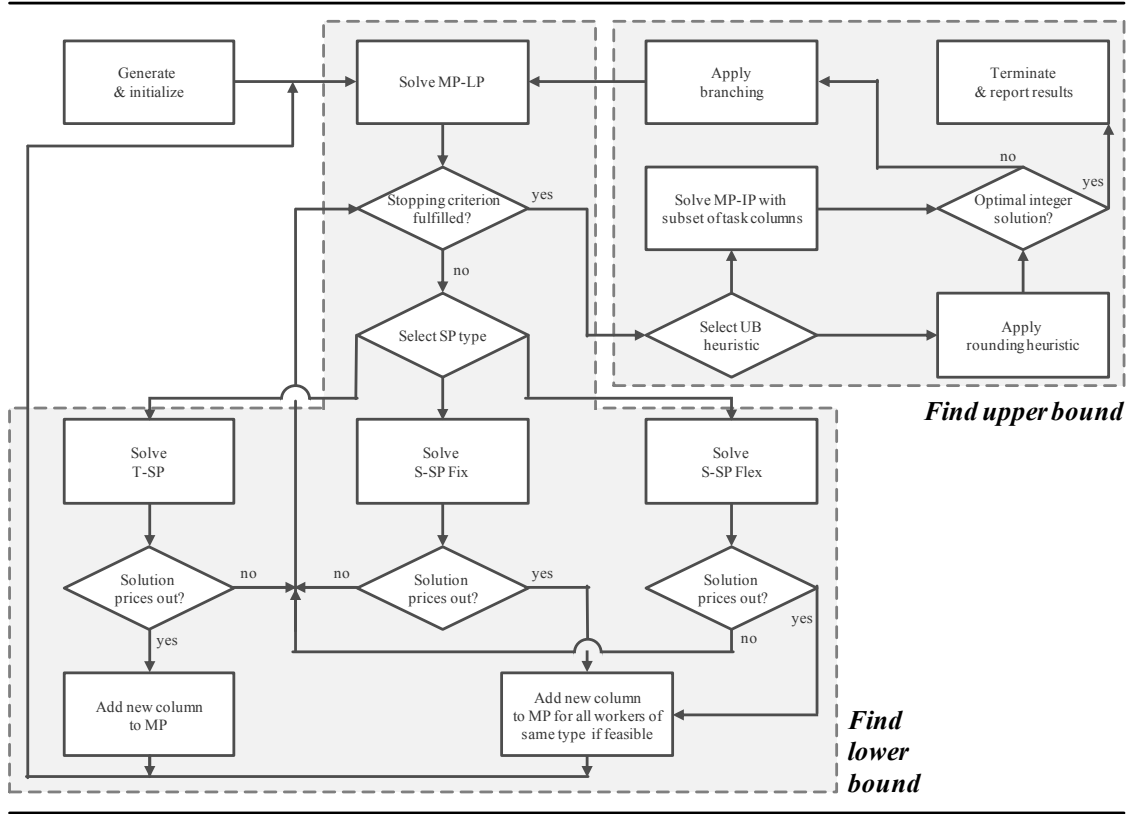 Generate
& initialize
Solve MP-LP
Apply
branching
Terminate
& report results
no
yes
Stopping criterion
fulfilled?
yes
Solve MP-IP with
subset of task columns
Optimal integer
solution?
no
Select SP type
Select UB
heuristic
Apply
rounding heuristic
Find upper bound
Solve
T-SP
Solve
S-SP Fix
Solve
S-SP Flex
Solution
prices out?
no
no
Solution
prices out?
yes
Solution
prices out?
yes
no
yes
Add new column
to MP
Add new column
to MP for all workers of
same type if feasible
Find
lower
bound